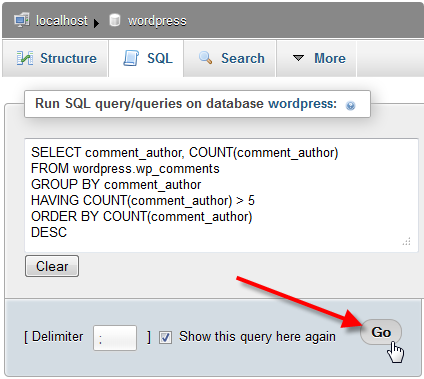 localhost wordpress
Structure SQL Search More
Run SQL query/queries on database wordpress:
SELECT comment_author, COUNT(comment_author)
FROM wordpress.wp_comments
GROUP BY comment_author
HAVING COUNT(comment_author) > 5
ORDER BY COUNT(comment_author)
DESC
Clear
[ Delimiter ; ] Show this query here again Go